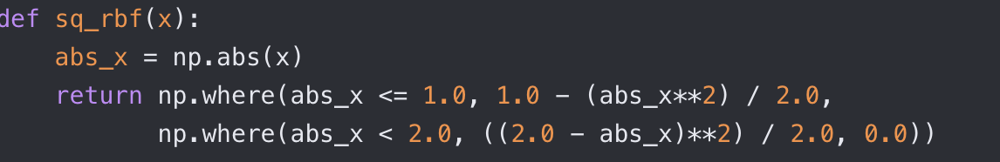 def sq_rbf(x):
    abs_x = np.abs(x)
    return np.where(abs_x <= 1.0, 1.0 - (abs_x**2) / 2.0,
           np.where(abs_x < 2.0, ((2.0 - abs_x)**2) / 2.0, 0.0))